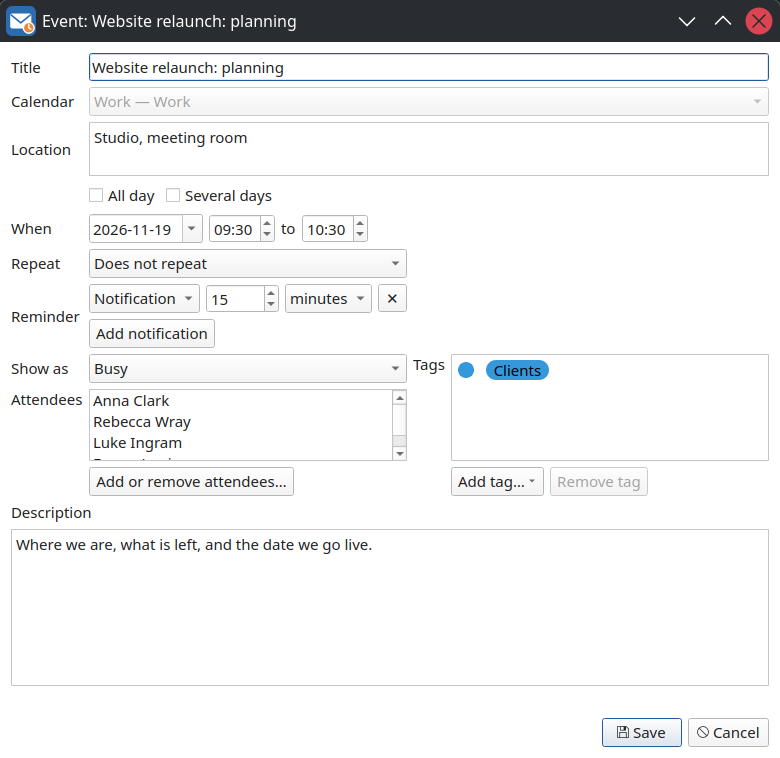 Event: Website relaunch: planning
Title Website relaunch: planning
Calendar Work — Work
Location Studio, meeting room
All day Several days
When 2026-11-19 09:30 to 10:30
Repeat Does not repeat
Reminder Notification 15 minutes
Add notification
Show as Busy
Tags Clients
Attendees Anna Clark
Rebecca Wray
Luke Ingram
Add or remove attendees... Add tag... Remove tag
Description
Where we are, what is left, and the date we go live.
Save Cancel